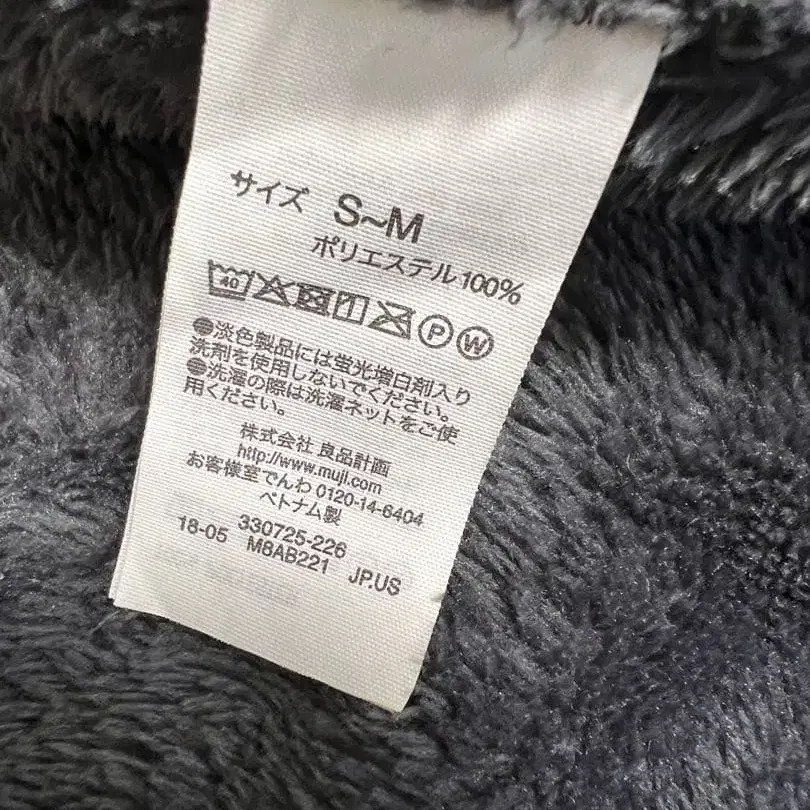 サイズ S~M
ポリエステル100%
40 P W
●淡色製品には蛍光増白剤入り
洗剤を使用しないでください。
●洗濯の際は洗濯ネットをご使
用ください。
株式会社 良品計画
http://www.muji.com
お客様室でんわ 0120-14-6404
ベトナム製
330725-226
18-05 M8AB221 JP.US